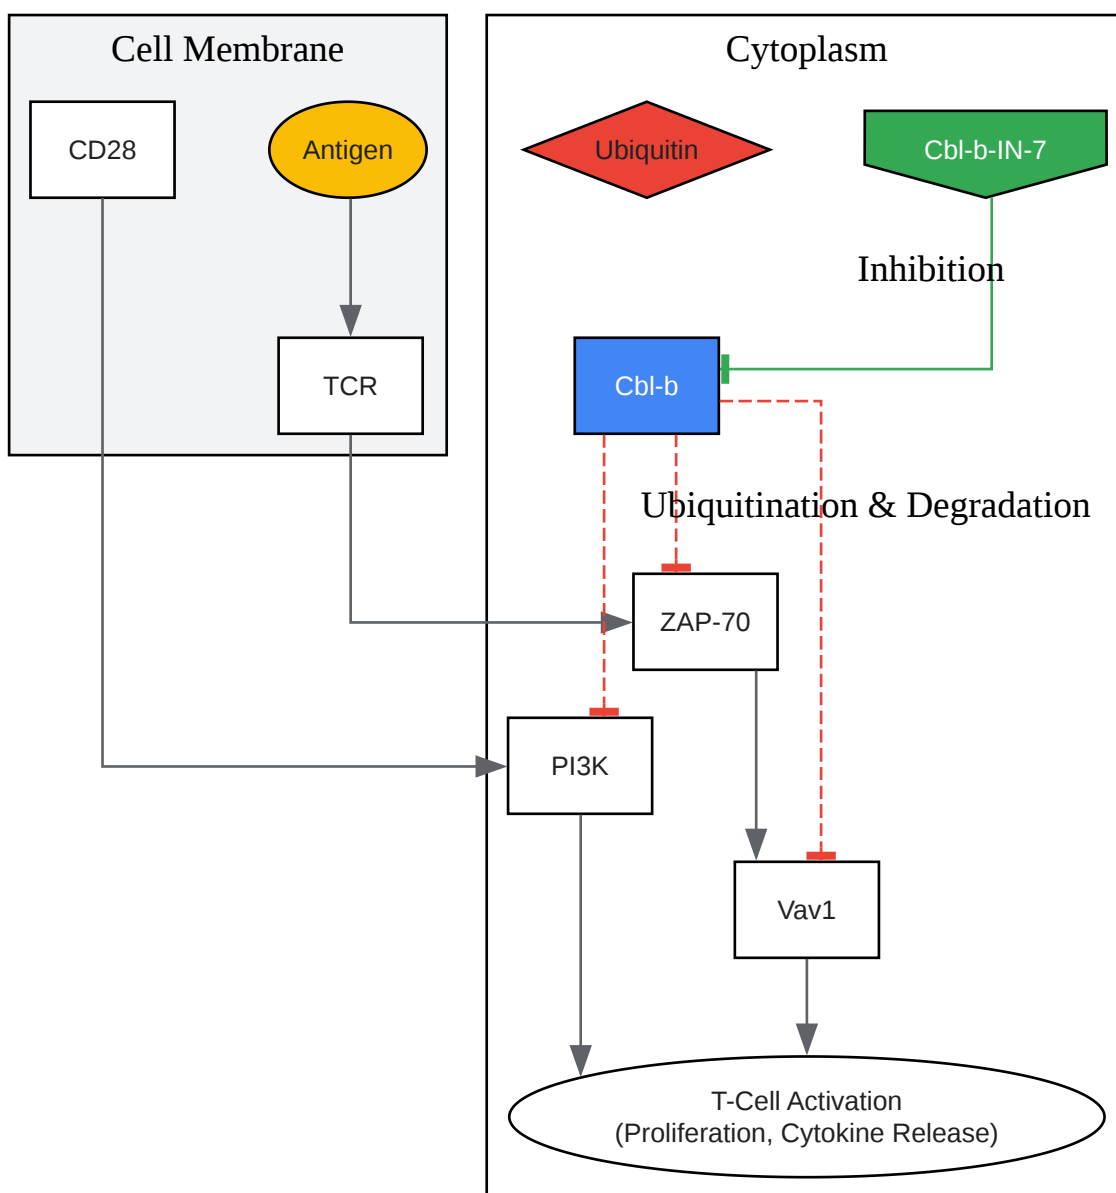 Cell Membrane
Cytoplasm
CD28
Antigen
Ubiquitin
Cbl-b-IN-7
Inhibition
TCR
Cbl-b
Ubiquitination & Degradation
ZAP-70
PI3K
Vav1
T-Cell Activation
(Proliferation, Cytokine Release)